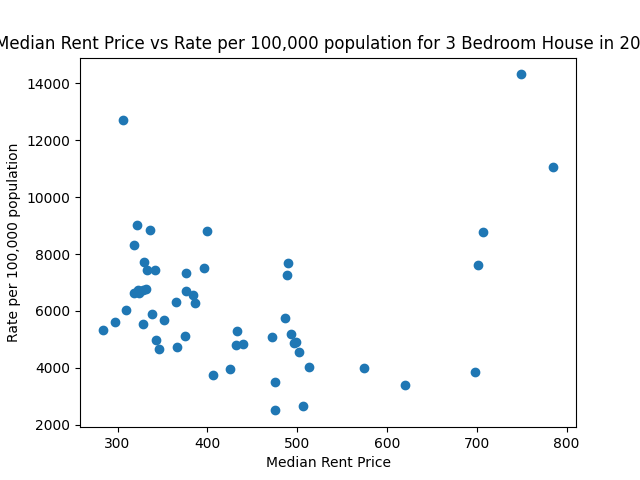 Median Rent Price vs Rate per 100,000 population for 3 Bedroom House in 20
14000
12000
10000
8000
6000
4000
2000
Rate per 100,000 population
300 400 500 600 700 800
Median Rent Price